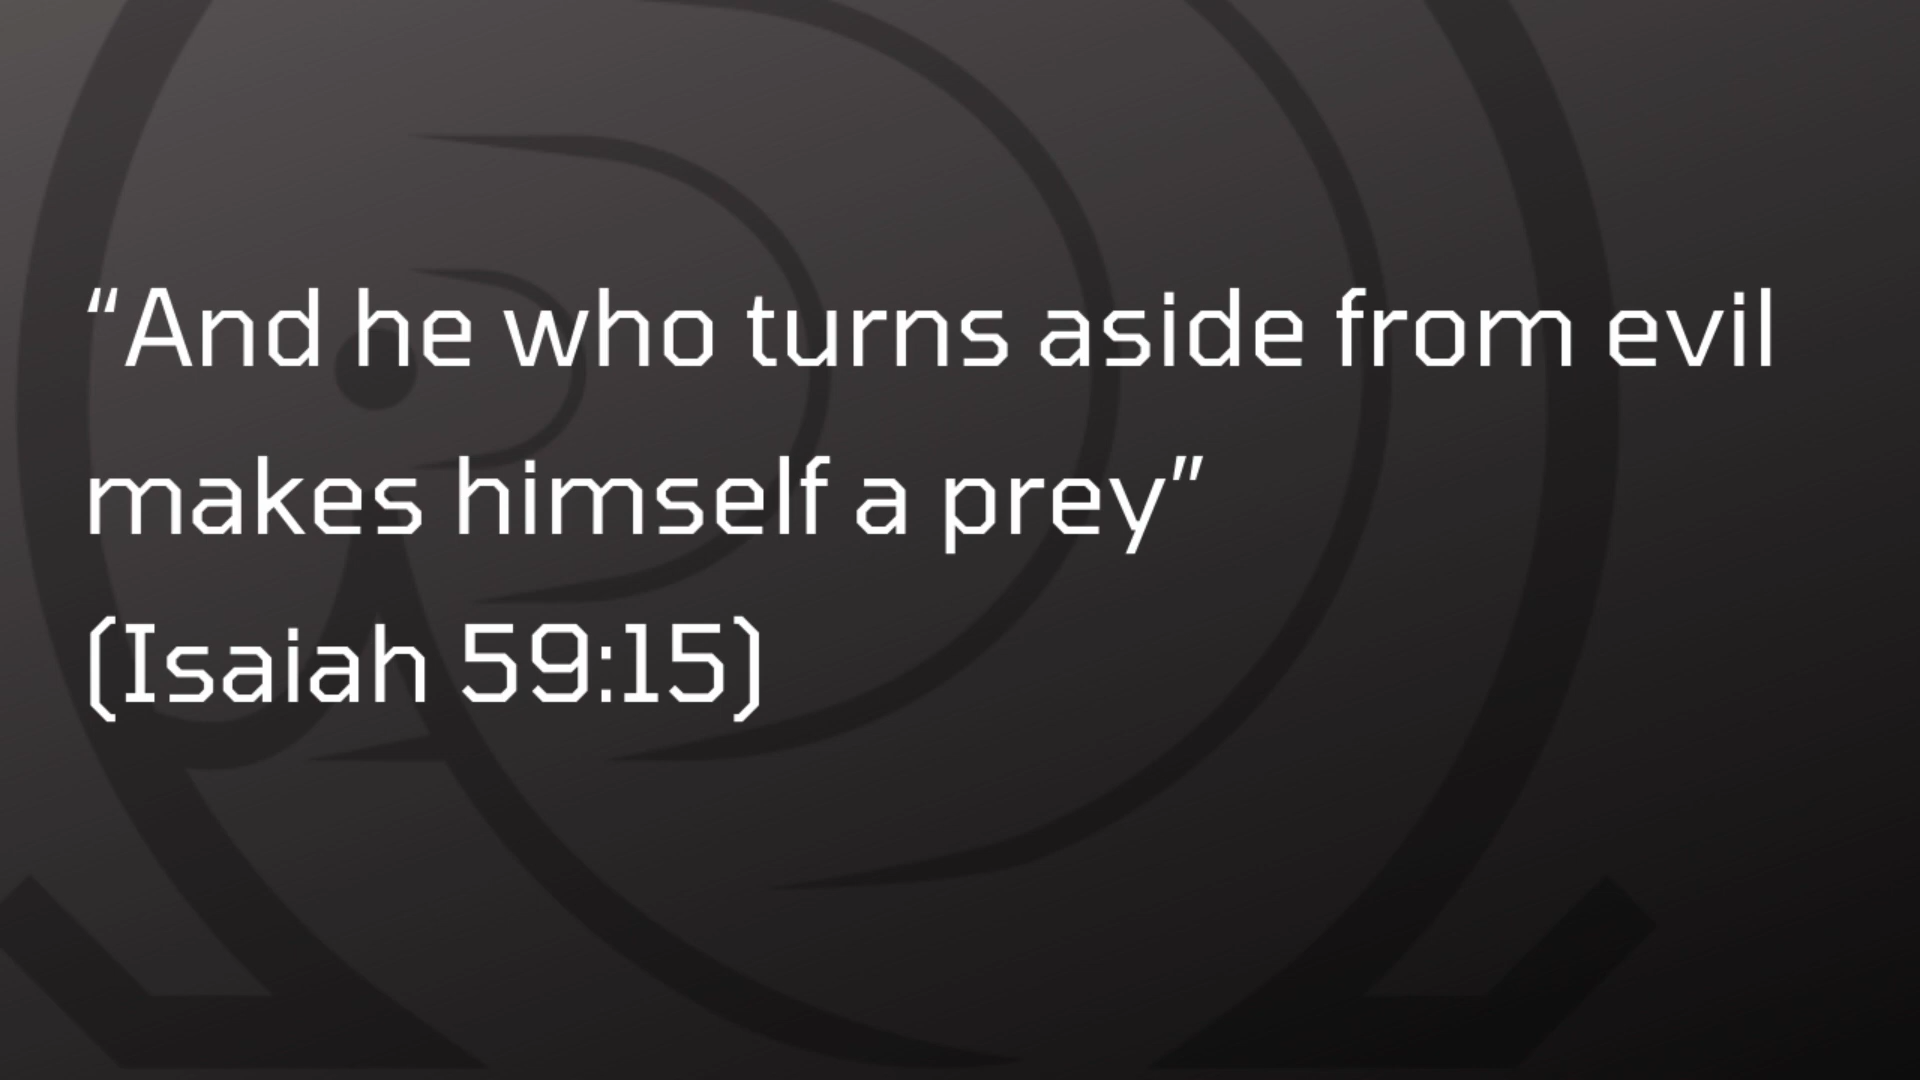 “And he who turns aside from evil
makes himself a prey”
(Isaiah 59:15)